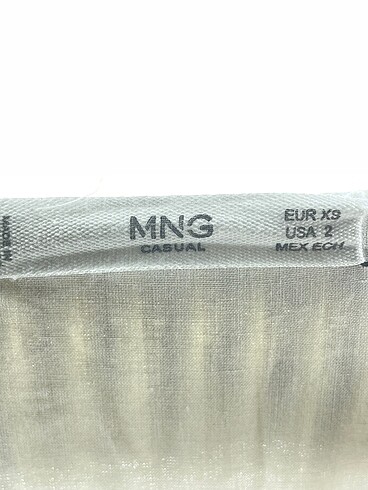 MNG
CASUAL
EUR XS
USA 2
MEX ECH